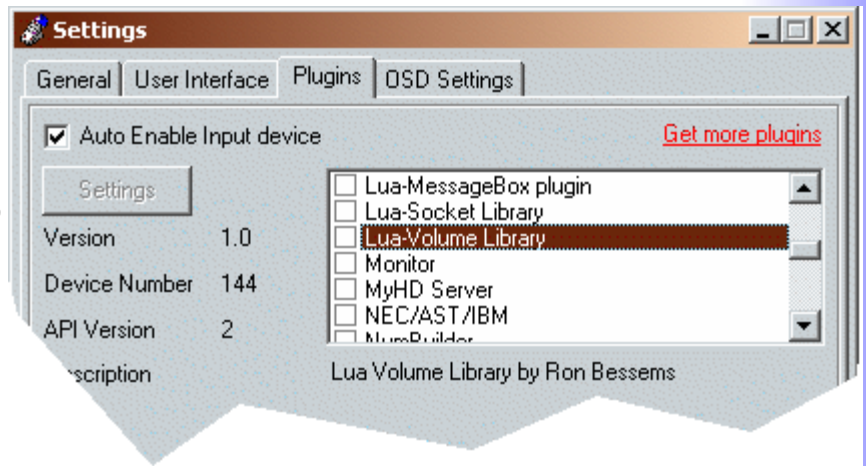 Settings
General User Interface Plugins OSD Settings
Auto Enable Input device
Get more plugins
Settings
Version 1.0
Device Number 144
API Version 2
Lua-MessageBox plugin
Lua-Socket Library
Lua-Volume Library
Monitor
MyHD Server
NEC/AST/IBM
Lua Volume Library by Ron Bessems